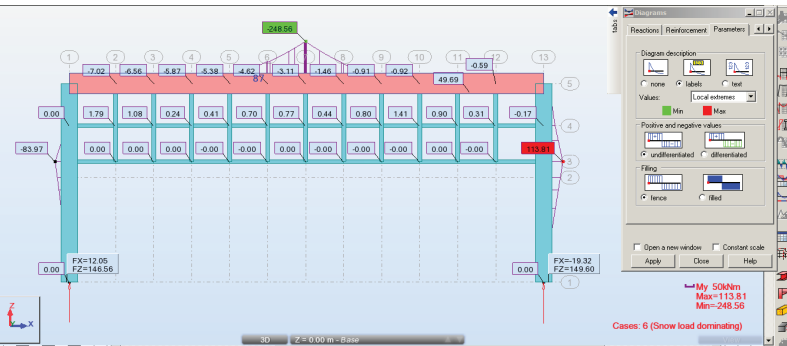 Diagrams
Reactions Reinforcement Parameters
tabs
Diagram description
none labels text
Values: Local extremes
Min Max
Positive and negative values
undifferentiated differentiated
Filling
fence filled
Open a new window Constant scale
Apply Close Help
-248.56
1 2 3 4 5 6 8 9 10 11 12 13
-7.02 -6.56 -5.87 -5.38 -4.62 -3.11 -1.46 -0.91 -0.92 -0.59
87 49.69
5
0.00 1.79 1.08 0.24 0.41 0.70 0.77 0.44 0.80 1.41 0.90 0.31 -0.17
4
-83.97 0.00 0.00 0.00 -0.00 -0.00 0.00 -0.00 0.00 -0.00 0.00 -0.00 113.81
3
2
FX=12.05
FZ=146.56
0.00
FX=-19.32
FZ=149.60
0.00
1
My 50kNm
Max=113.81
Min=-248.56
Cases: 6 (Snow load dominating)
Z
X
3D Z = 0.00 m - Base